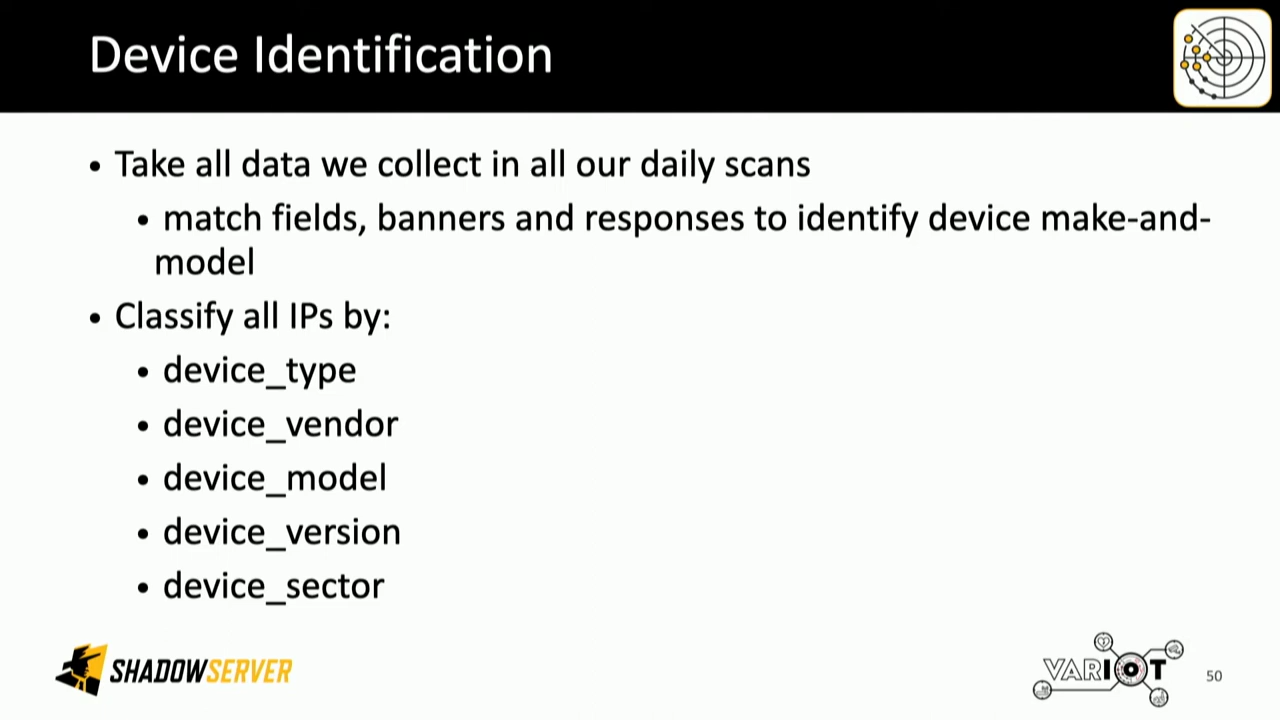 Device Identification
• Take all data we collect in all our daily scans
• match fields, banners and responses to identify device make-and-
model
• Classify all IPs by:
• device_type
• device_vendor
• device_model
• device_version
• device_sector
SHADOWSERVER
VARIOT
50